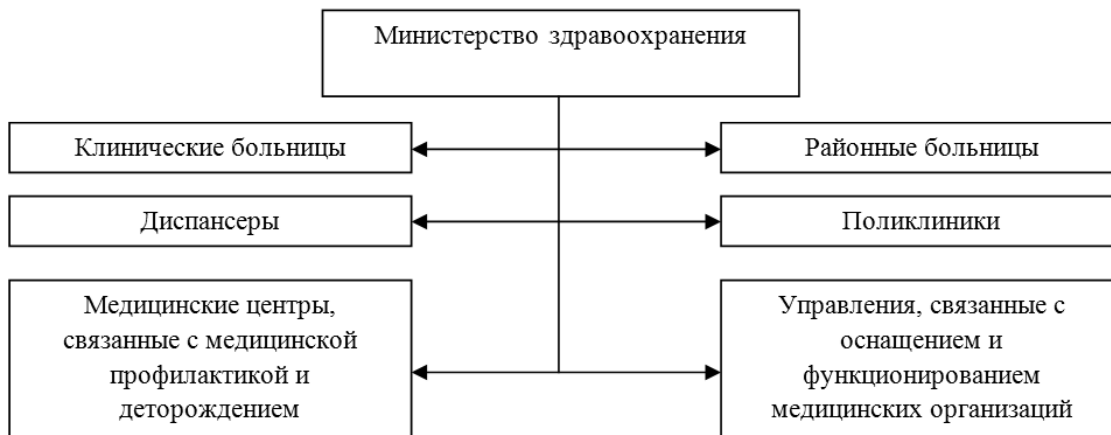 Министерство здравоохранения
Клинические больницы
Районные больницы
Диспансеры
Поликлиники
Медицинские центры,
связанные с медицинской
профилактикой и
деторождением
Управления, связанные с
оснащением и
функционированием
медицинских организаций